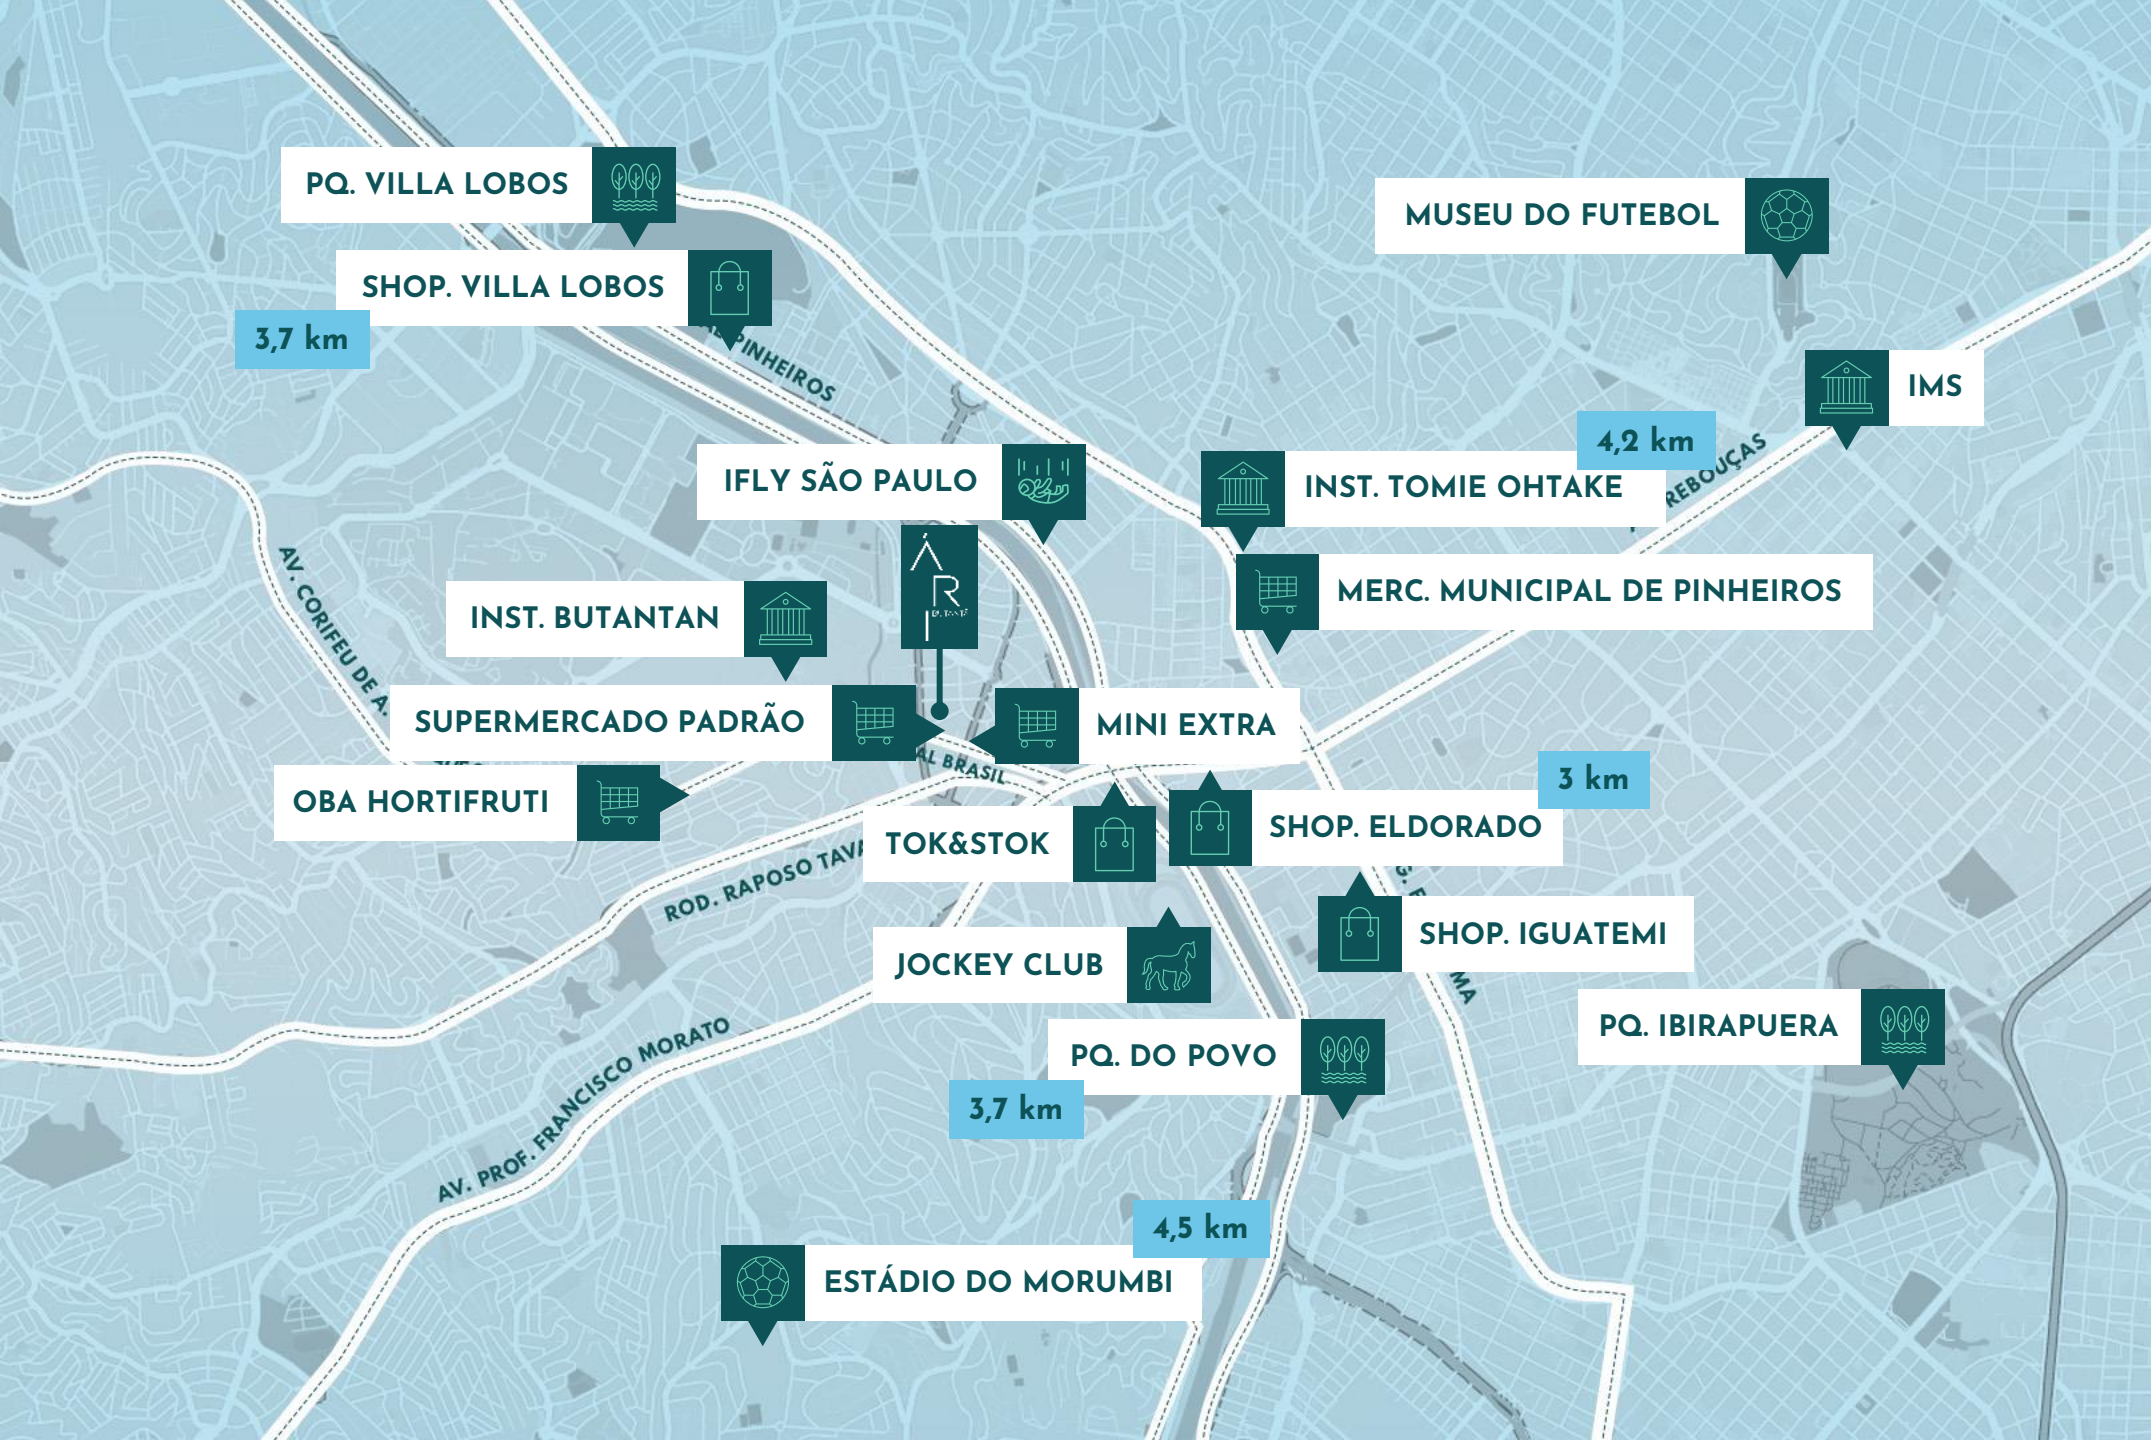 PQ. VILLA LOBOS
MUSEU DO FUTEBOL
SHOP. VILLA LOBOS
3,7 km
PINHEIROS
IMS
4,2 km
REBOUÇAS
IFLY SÃO PAULO
INST. TOMIE OHTAKE
ÁRI
AV. CORIFEU DE A.
MERC. MUNICIPAL DE PINHEIROS
INST. BUTANTAN
SUPERMERCADO PADRÃO
MINI EXTRA
AL BRASIL
3 km
OBA HORTIFRUTI
SHOP. ELDORADO
TOK&STOK
ROD. RAPOSO TAVA
SHOP. IGUATEMI
JOCKEY CLUB
MA
PQ. IBIRAPUERA
PQ. DO POVO
3,7 km
AV. PROF. FRANCISCO MORATO
4,5 km
ESTÁDIO DO MORUMBI